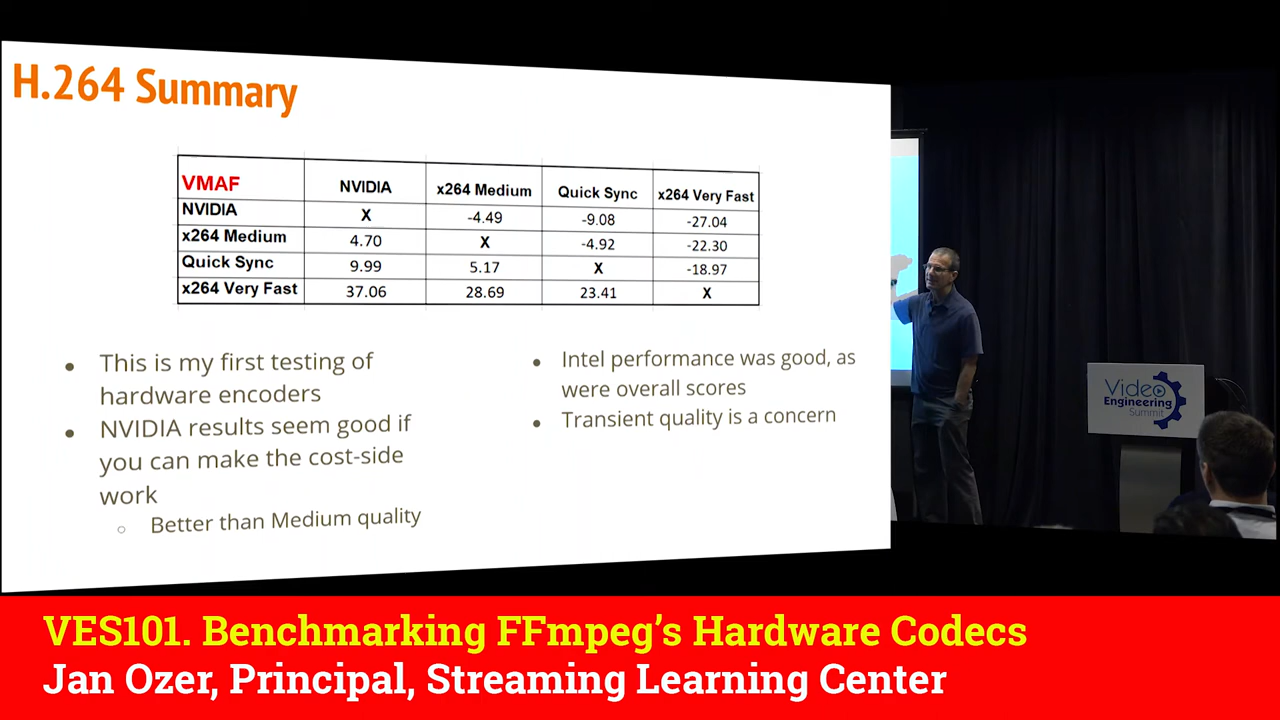 H.264 Summary
VMAF NVIDIA x264 Medium Quick Sync x264 Very Fast
NVIDIA X -4.49 -9.08 -27.04
x264 Medium 4.70 X -4.92 -22.30
Quick Sync 9.99 5.17 X -18.97
x264 Very Fast 37.06 28.69 23.41 X
• This is my first testing of
hardware encoders
• NVIDIA results seem good if
you can make the cost-side
work
○ Better than Medium quality
• Intel performance was good, as
were overall scores
• Transient quality is a concern
Video
Engineering
Summit
VES101. Benchmarking FFmpeg’s Hardware Codecs
Jan Ozer, Principal, Streaming Learning Center